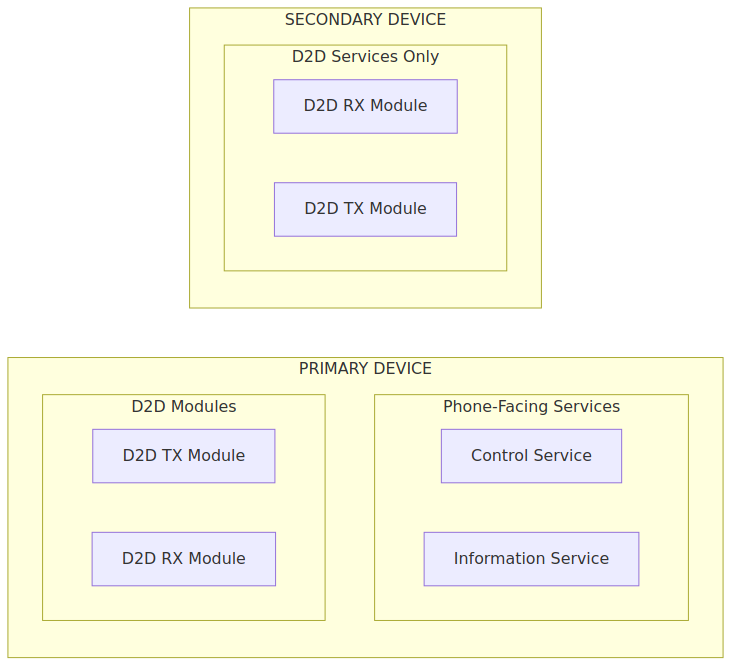 SECONDARY DEVICE
D2D Services Only
D2D RX Module
D2D TX Module
PRIMARY DEVICE
D2D Modules
D2D TX Module
D2D RX Module
Phone-Facing Services
Control Service
Information Service